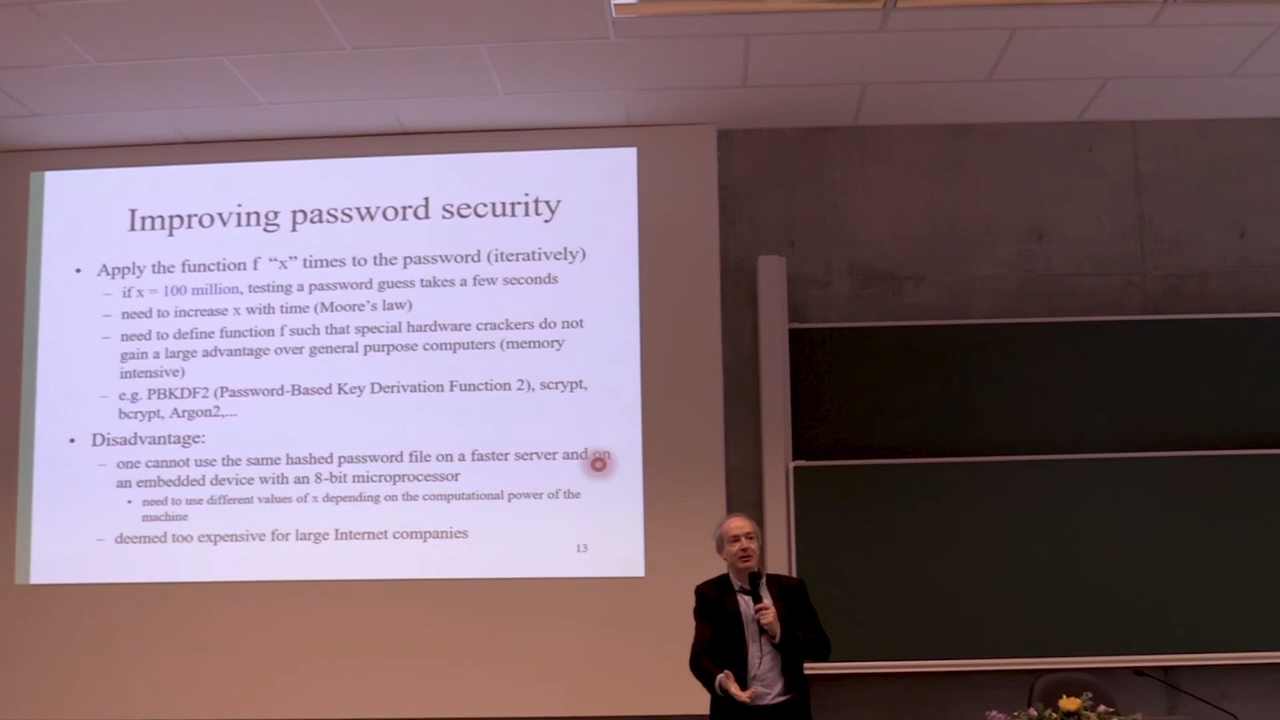 Improving password security
• Apply the function f “x” times to the password (iteratively)
– if x = 100 million, testing a password guess takes a few seconds
– need to increase x with time (Moore’s law)
– need to define function f such that special hardware crackers do not
gain a large advantage over general purpose computers (memory
intensive)
– e.g. PBKDF2 (Password-Based Key Derivation Function 2), scrypt,
bcrypt, Argon2,...
• Disadvantage:
– one cannot use the same hashed password file on a faster server and on
an embedded device with an 8-bit microprocessor
• need to use different values of x depending on the computational power of the
machine
– deemed too expensive for large Internet companies
13